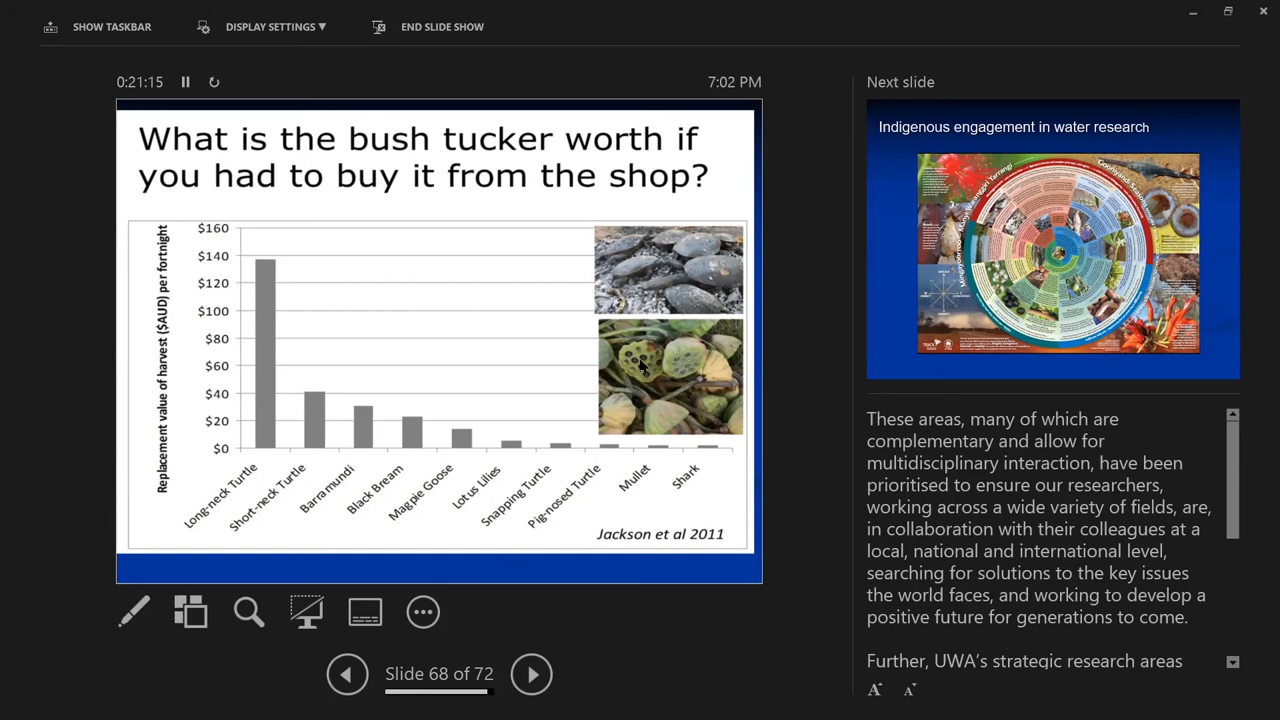 SHOW TASKBAR
DISPLAY SETTINGS ▼
END SLIDE SHOW
0:21:15
7:02 PM
Next slide
What is the bush tucker worth if
you had to buy it from the shop?
Replacement value of harvest ($AUD) per fortnight
$160
$140
$120
$100
$80
$60
$40
$20
$0
Long-neck Turtle
Short-neck Turtle
Barramundi
Black Bream
Magpie Goose
Lotus Lilies
Snapping Turtle
Pig-nosed Turtle
Mullet
Shark
Jackson et al 2011
Indigenous engagement in water research
These areas, many of which are
complementary and allow for
multidisciplinary interaction, have been
prioritised to ensure our researchers,
working across a wide variety of fields, are,
in collaboration with their colleagues at a
local, national and international level,
searching for solutions to the key issues
the world faces, and working to develop a
positive future for generations to come.
Further, UWA's strategic research areas
Slide 68 of 72
A A